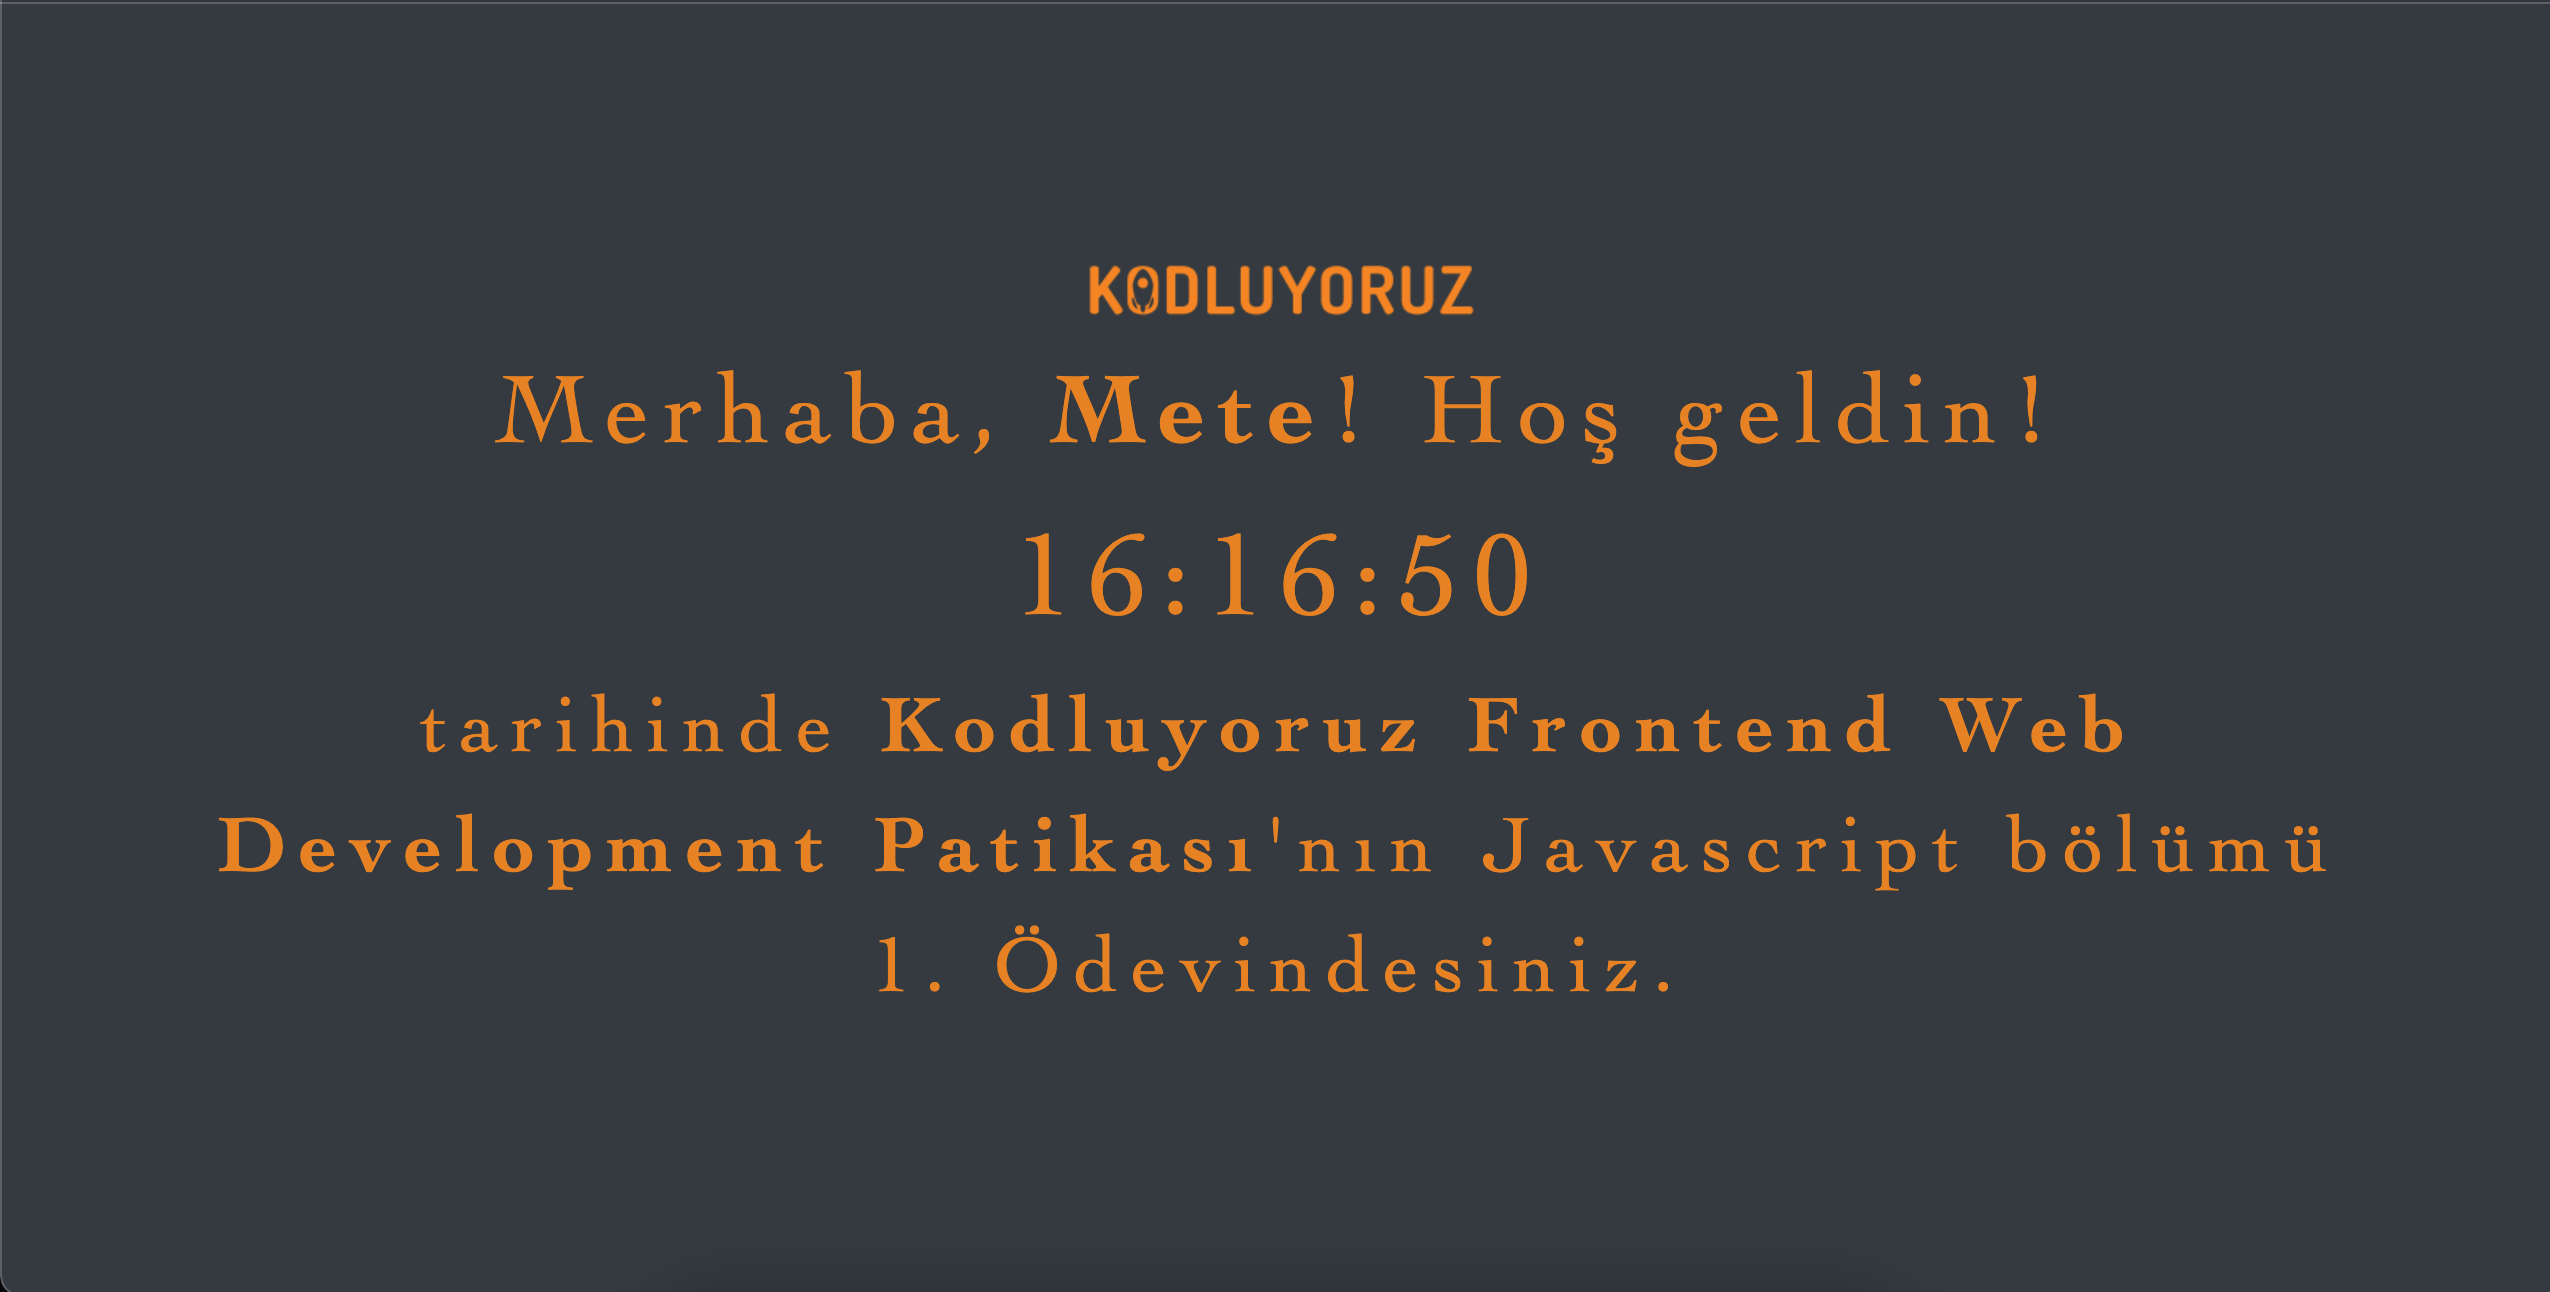 KODLUYORUZ
Merhaba, Mete! Hoş geldin!
16:16:50
tarihinde Kodluyoruz Frontend Web
Development Patikası'nın Javascript bölümü
1. Ödevindesiniz.